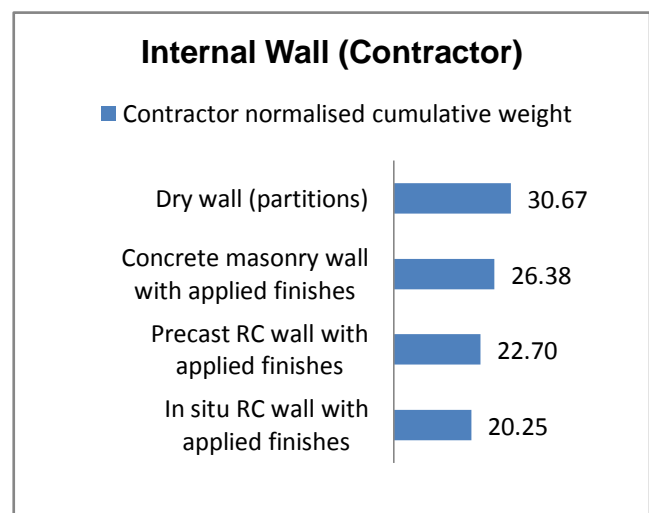 Internal Wall (Contractor)
Contractor normalised cumulative weight
Dry wall (partitions)
30.67
Concrete masonry wall
with applied finishes
26.38
Precast RC wall with
applied finishes
22.70
In situ RC wall with
applied finishes
20.25